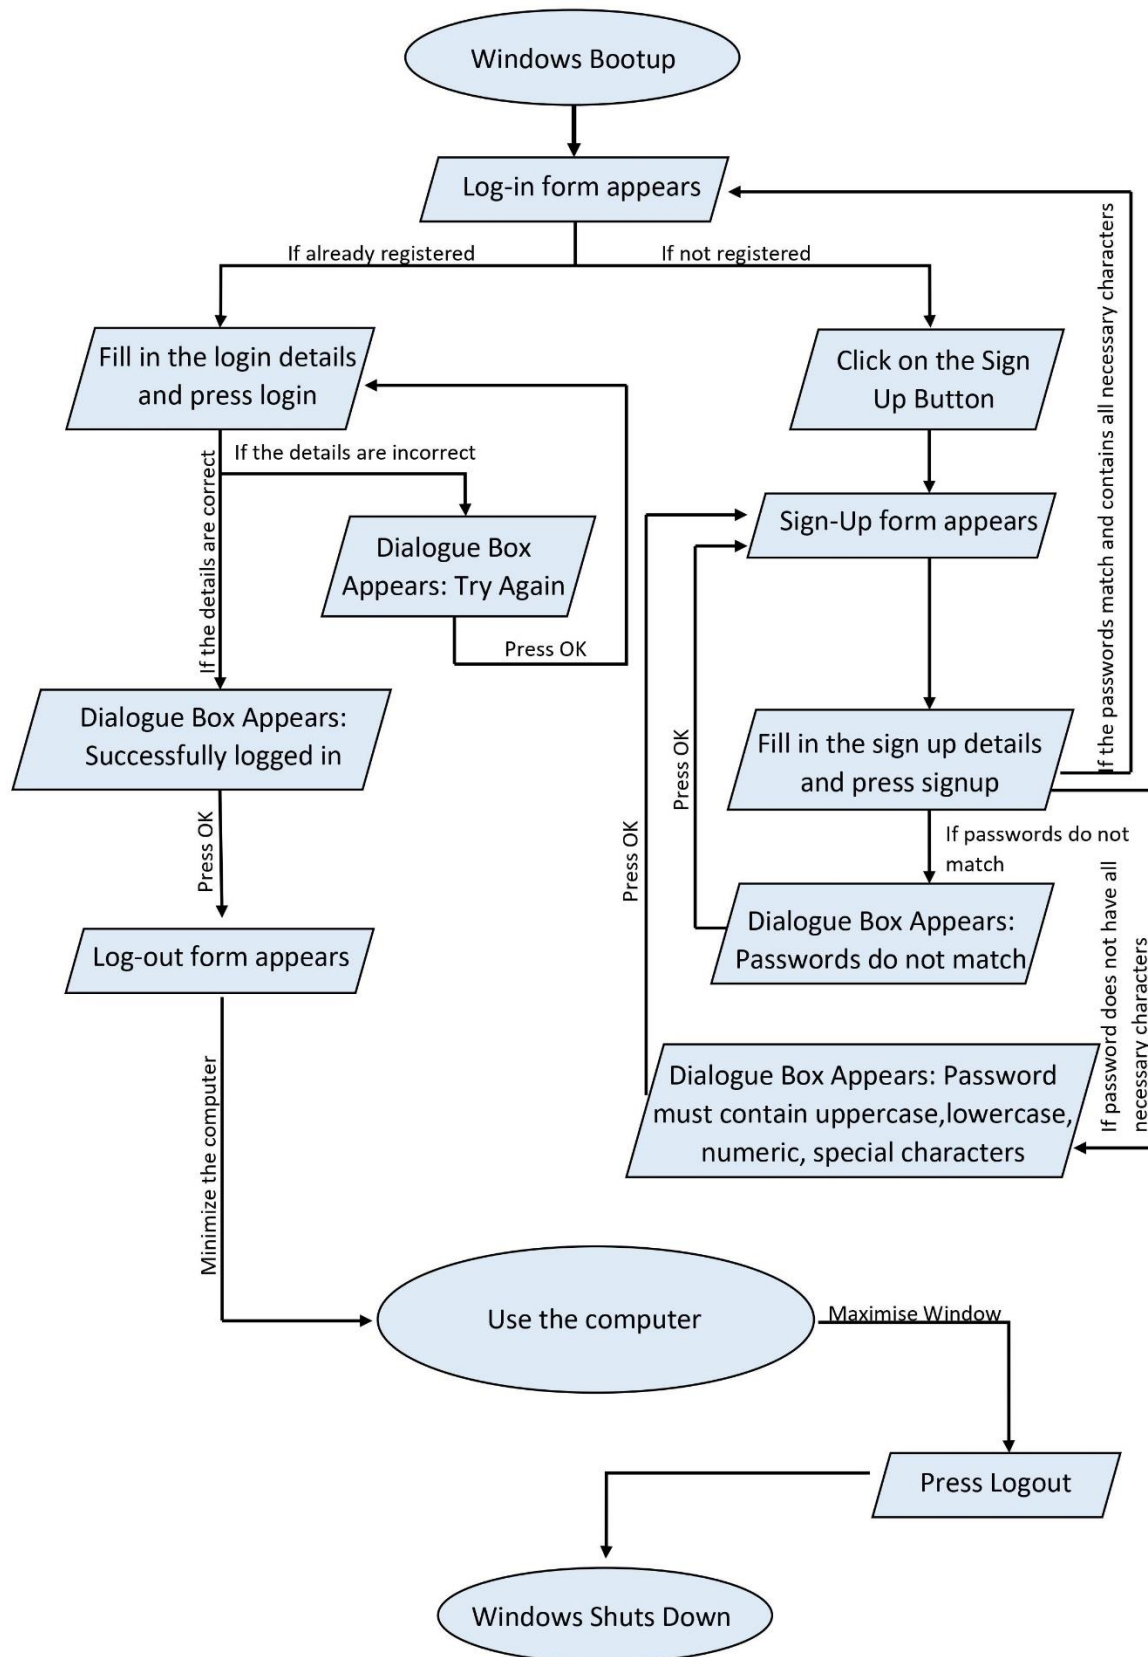 Windows Bootup
Log-in form appears
If already registered
If not registered
Fill in the login details
and press login
Click on the Sign
Up Button
If the passwords match and contains all necessary characters
If the details are incorrect
If the details are correct
Dialogue Box
Appears: Try Again
Press OK
Sign-Up form appears
Dialogue Box Appears:
Successfully logged in
Fill in the sign up details
and press signup
Press OK
Press OK
Press OK
If passwords do not
match
Log-out form appears
Dialogue Box Appears:
Passwords do not match
If password does not have all
necessary characters
Dialogue Box Appears: Password
must contain uppercase,lowercase,
numeric, special characters
Minimize the computer
Use the computer
Maximise Window
Press Logout
Windows Shuts Down